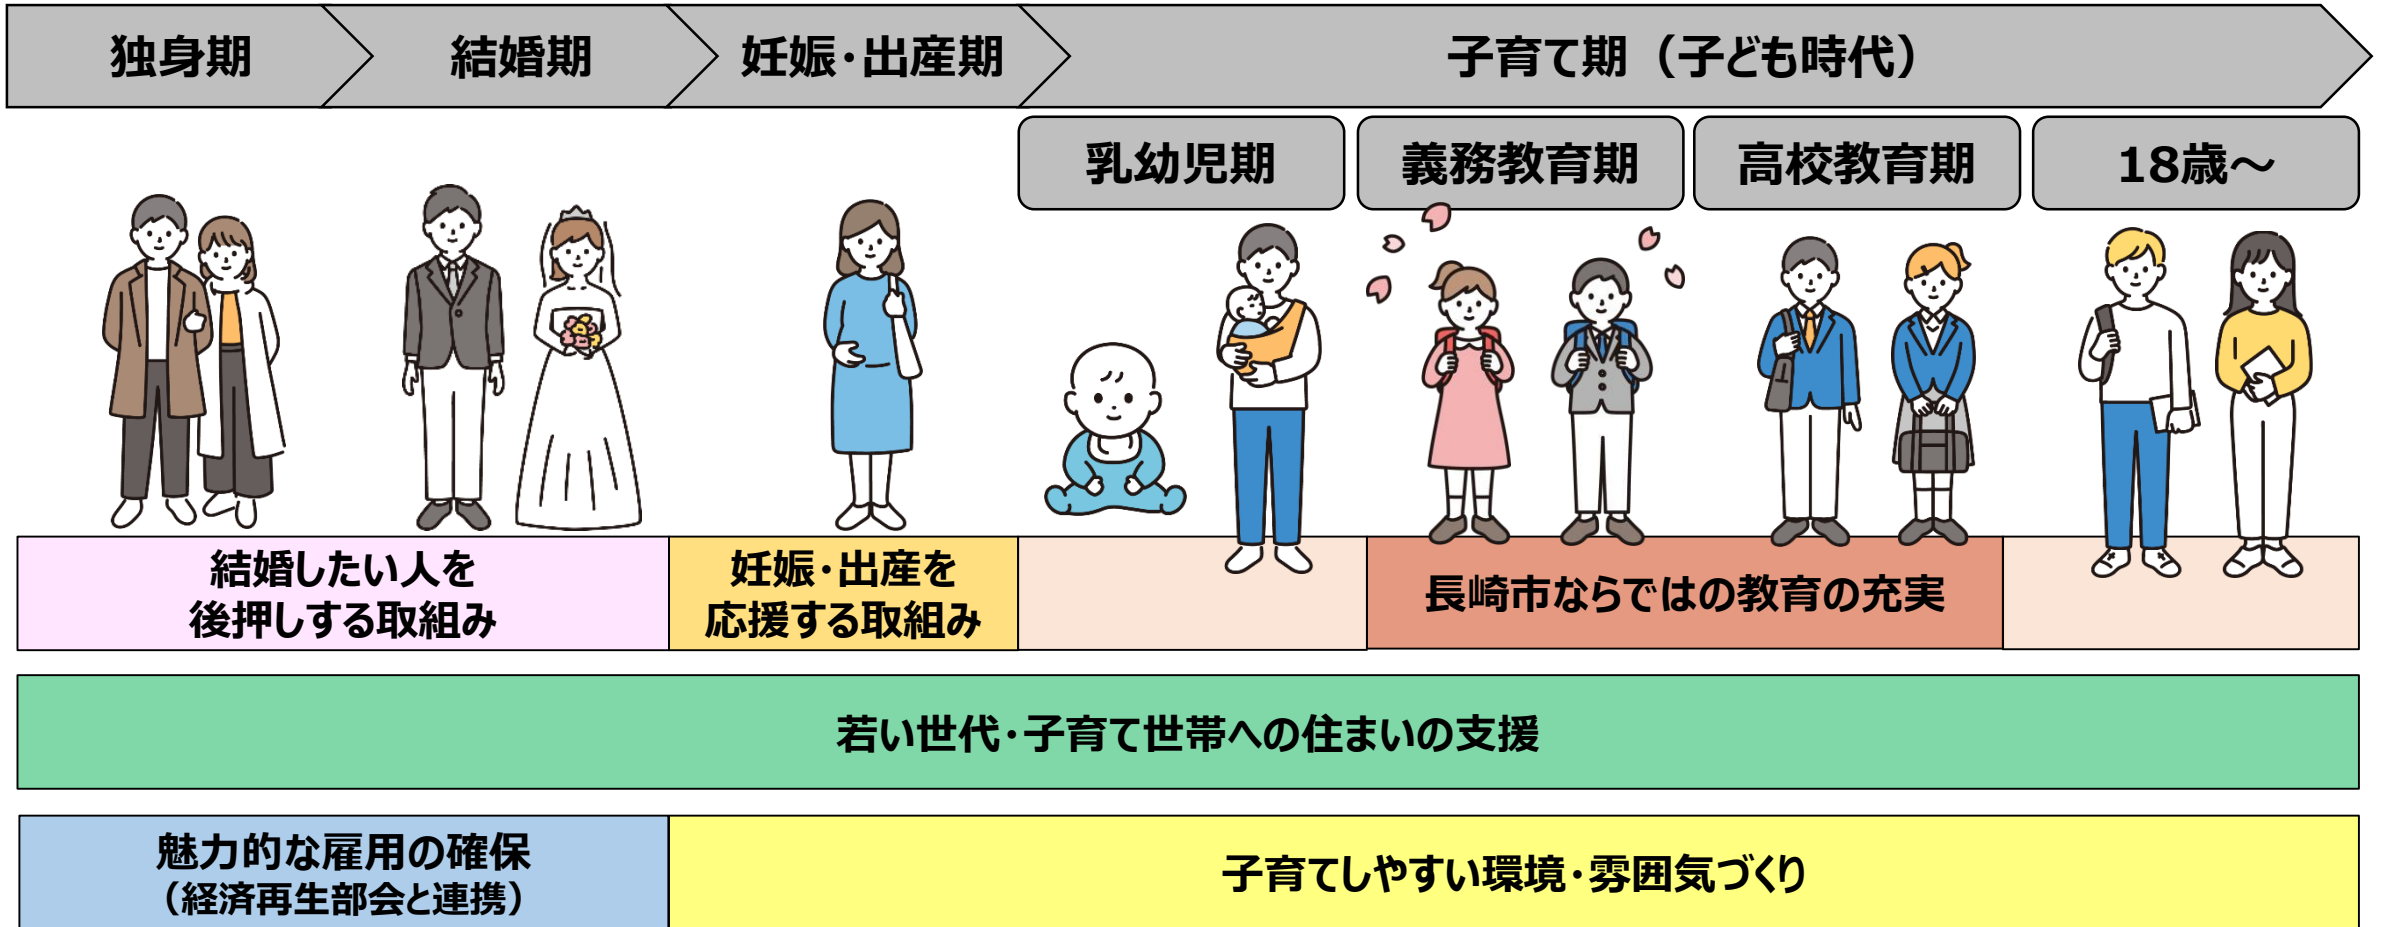 独身期
結婚期
妊娠・出産期
子育て期（子ども時代）
乳幼児期
義務教育期
高校教育期
18歳～
結婚したい人を
後押しする取組み
妊娠・出産を
応援する取組み
長崎市ならではの教育の充実
若い世代・子育て世帯への住まいの支援
魅力的な雇用の確保
（経済再生部会と連携）
子育てしやすい環境・雰囲気づくり